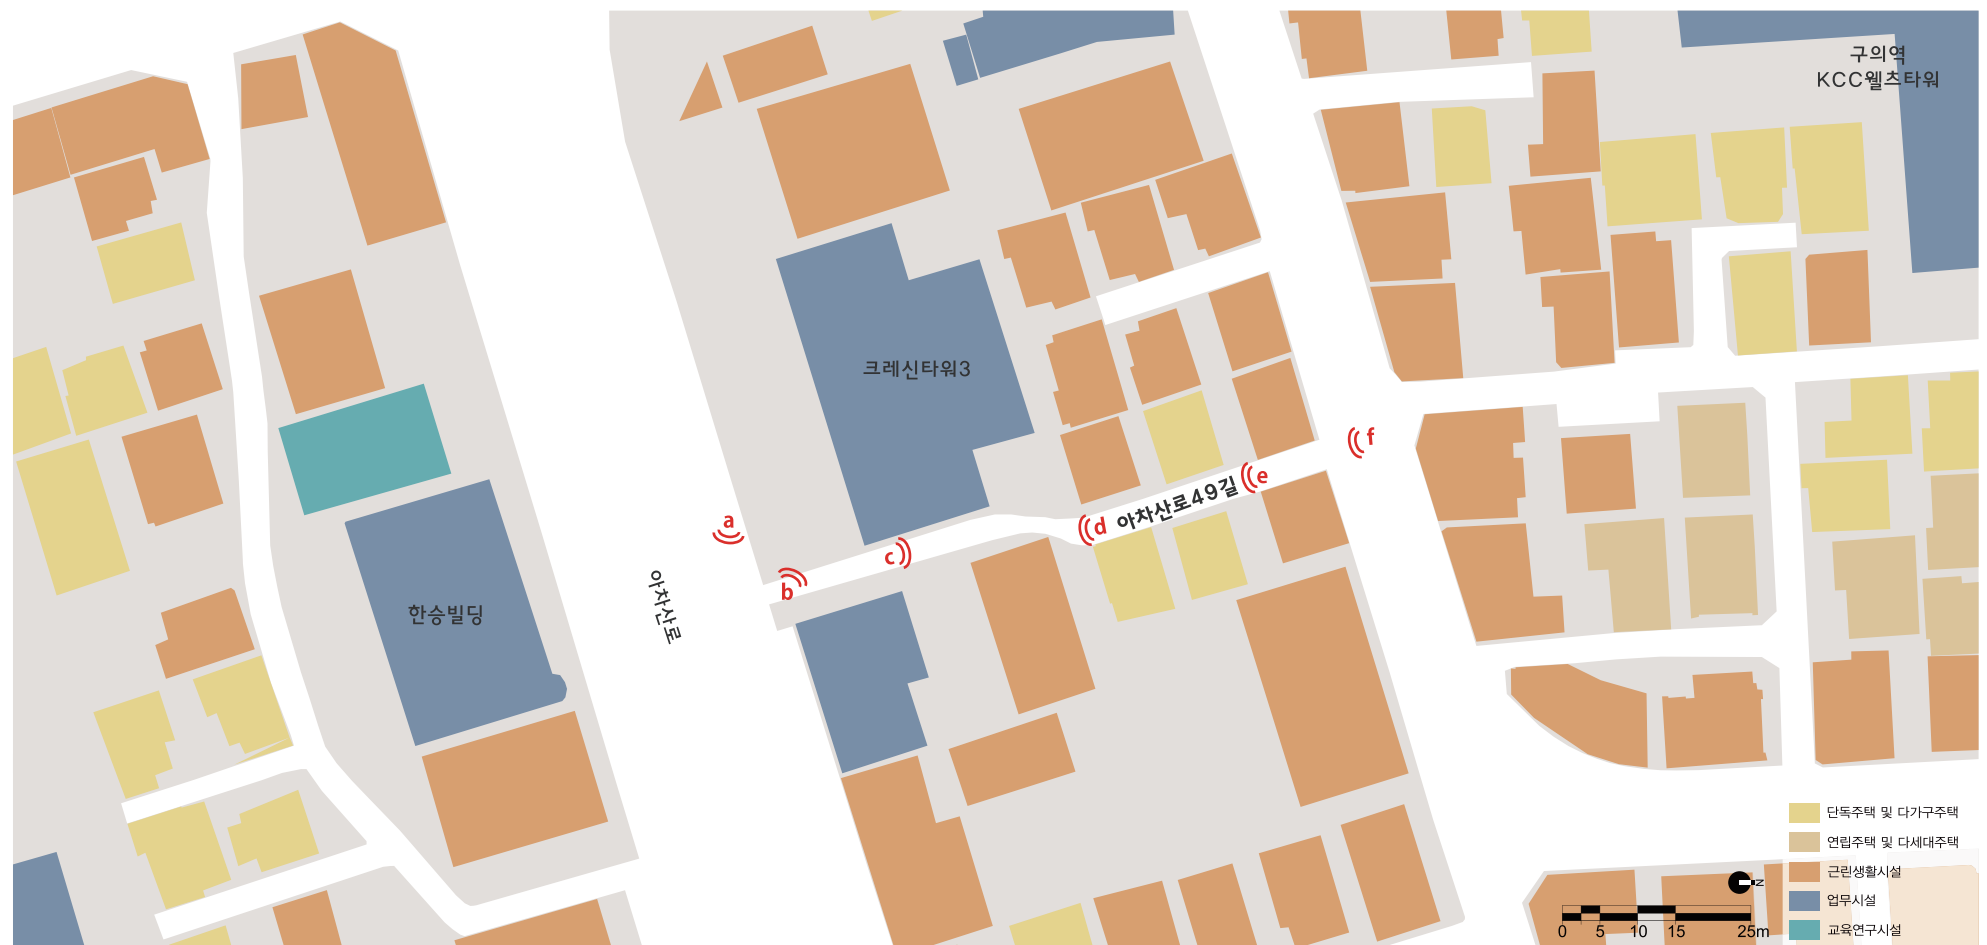 구의역
KCC웰츠타워
크레신타워3
f
e
아차산로49길
d
a
c
b
아차산로
한승빌딩
단독주택 및 다가구주택
연립주택 및 다세대주택
근린생활시설
업무시설
교육연구시설
N
0 5 10 15 25m